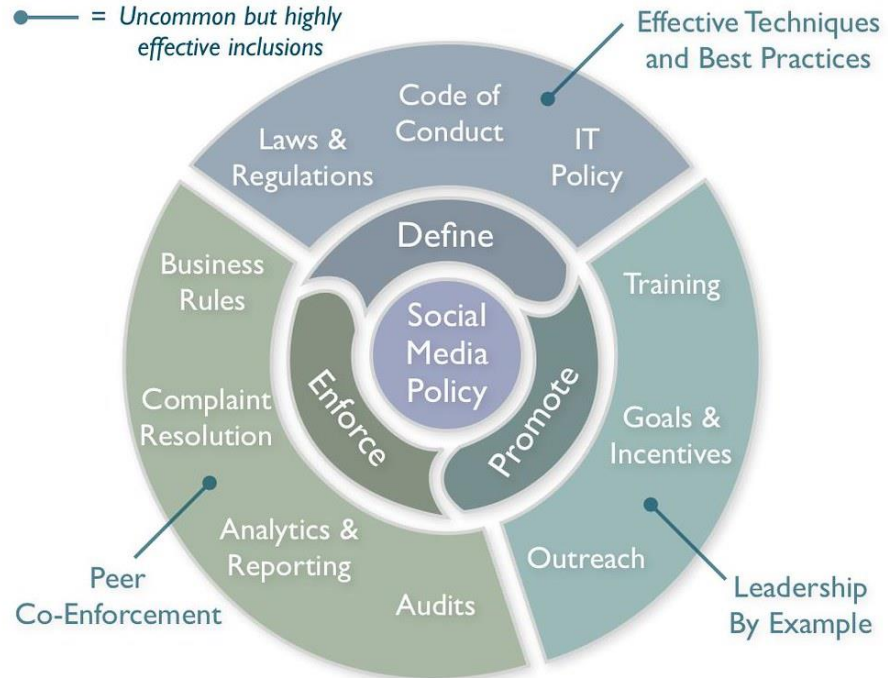 = Uncommon but highly
effective inclusions
Effective Techniques
and Best Practices
Code of
Conduct
Laws &
Regulations
IT
Policy
Define
Business
Rules
Training
Social
Media
Policy
Enforce
Promote
Complaint
Resolution
Goals &
Incentives
Analytics &
Reporting
Outreach
Audits
Peer
Co-Enforcement
Leadership
By Example